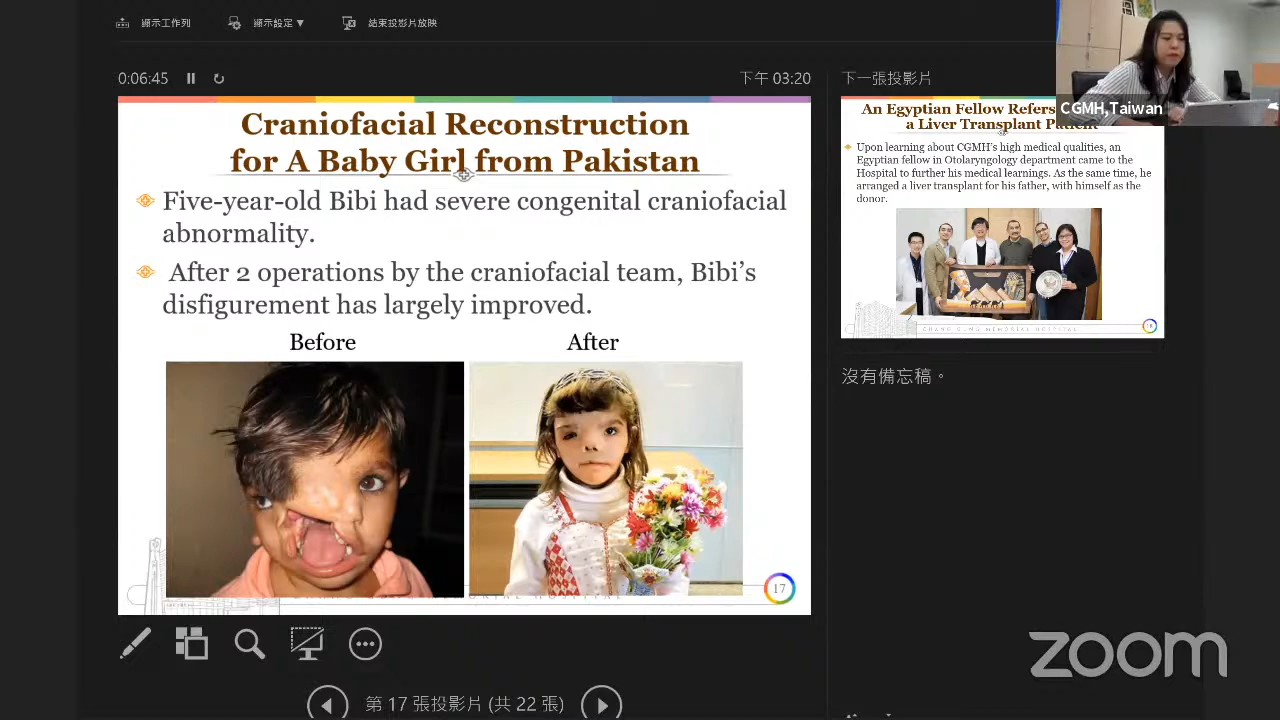 顯示工作列 顯示設定 ▼ 結束投影片放映
0:06:45 下午 03:20
Craniofacial Reconstruction
for A Baby Girl from Pakistan
Five-year-old Bibi had severe congenital craniofacial
abnormality.
After 2 operations by the craniofacial team, Bibi's
disfigurement has largely improved.
Before After
17
第 17 張投影片 (共 22 張)
下一張投影片
CGMH,Taiwan
An Egyptian Fellow Refers
a Liver Transplant Patient
Upon learning about CGMH's high medical qualities, an
Egyptian fellow in Otolaryngology department came to the
Hospital to further his medical learnings. As the same time, he
arranged a liver transplant for his father, with himself as the
donor.
CHANG GUNG MEMORIAL HOSPITAL
18
沒有備忘稿。
zoom